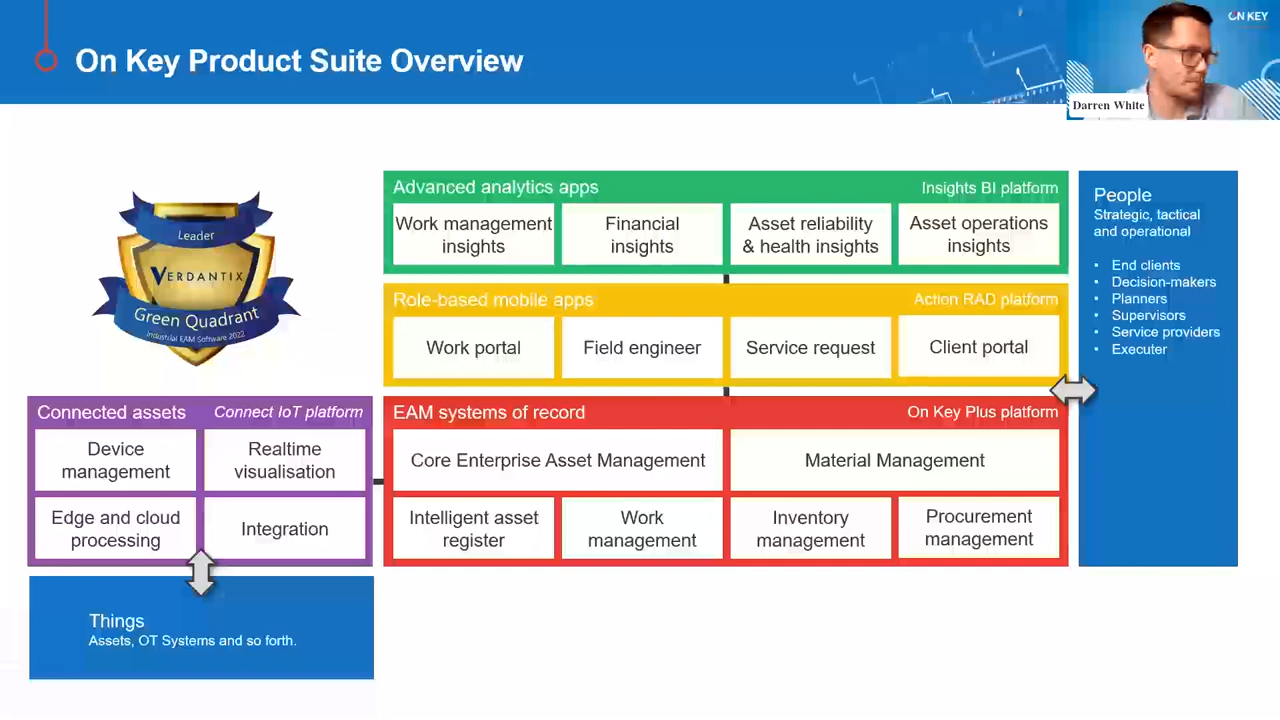 On Key Product Suite Overview
ON KEY
Darren White
Leader
VERDANTIX
Green Quadrant
Industrial EAM Software 2022
Advanced analytics apps
Insights BI platform
Work management
insights
Financial
insights
Asset reliability
& health insights
Asset operations
insights
Role-based mobile apps
Action RAD platform
Work portal
Field engineer
Service request
Client portal
Connected assets
Connect IoT platform
Device
management
Realtime
visualisation
Edge and cloud
processing
Integration
EAM systems of record
On Key Plus platform
Core Enterprise Asset Management
Material Management
Intelligent asset
register
Work
management
Inventory
management
Procurement
management
People
Strategic, tactical
and operational
• End clients
• Decision-makers
• Planners
• Supervisors
• Service providers
• Executer
Things
Assets, OT Systems and so forth.